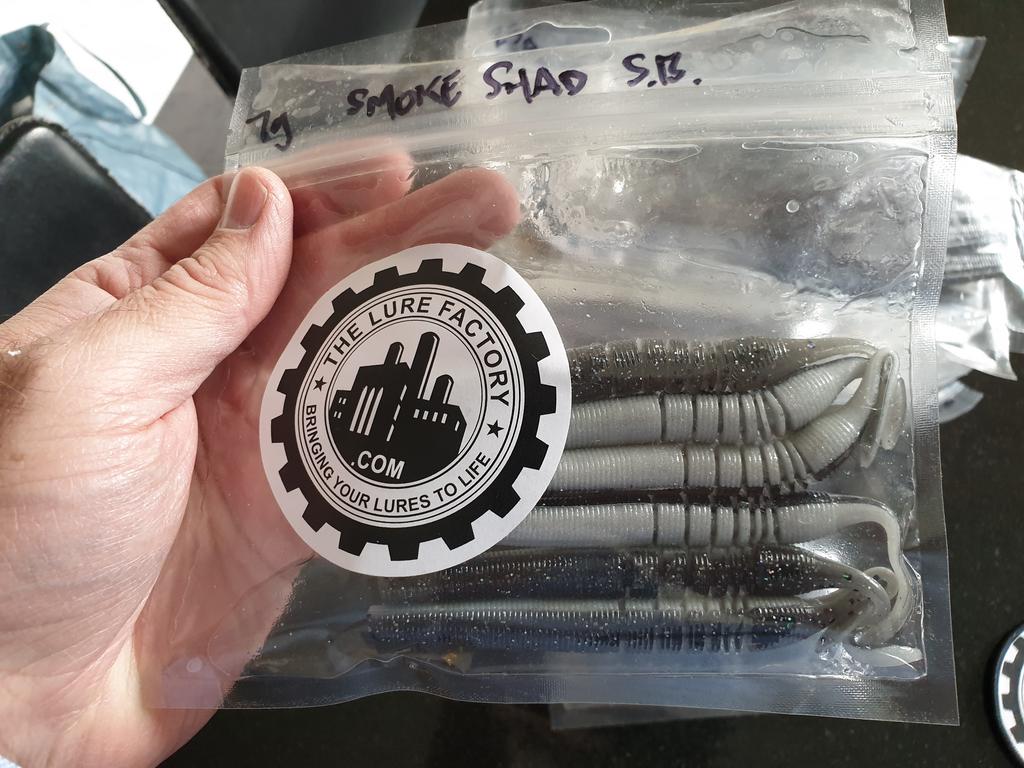 7g SMOKE SHAD S.B.
THE LURE FACTORY
.COM
BRINGING YOUR LURES TO LIFE